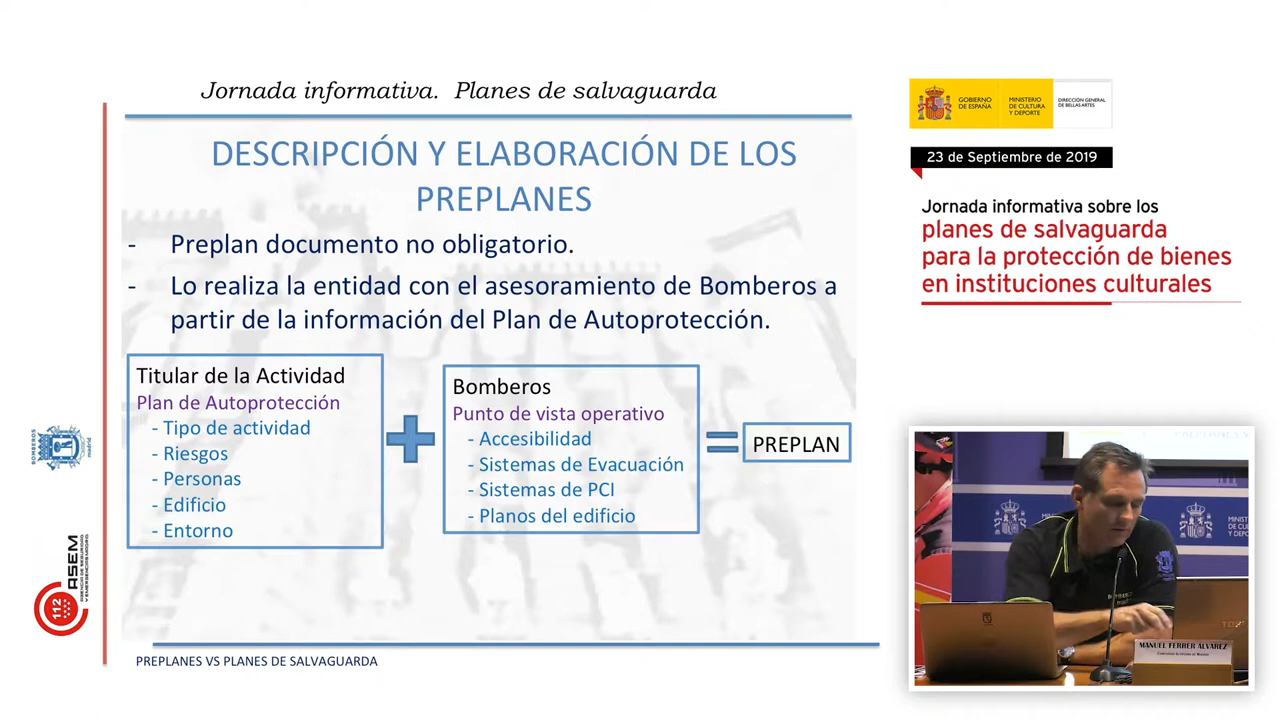 Jornada informativa. Planes de salvaguarda
DESCRIPCIÓN Y ELABORACIÓN DE LOS
PREPLANES
- Preplan documento no obligatorio.
- Lo realiza la entidad con el asesoramiento de Bomberos a
partir de la información del Plan de Autoprotección.
Titular de la Actividad
Plan de Autoprotección
- Tipo de actividad
- Riesgos
- Personas
- Edificio
- Entorno
Bomberos
Punto de vista operativo
- Accesibilidad
- Sistemas de Evacuación
- Sistemas de PCI
- Planos del edificio
PREPLAN
PREPLANES VS PLANES DE SALVAGUARDA
BOMBEROS
madrid
112
ASEM
GOBIERNO
DE ESPAÑA
MINISTERIO
DE CULTURA
Y DEPORTE
DIRECCIÓN GENERAL
DE BELLAS ARTES
23 de Septiembre de 2019
Jornada informativa sobre los
planes de salvaguarda
para la protección de bienes
en instituciones culturales
MANUEL FERRER ÁLVAREZ